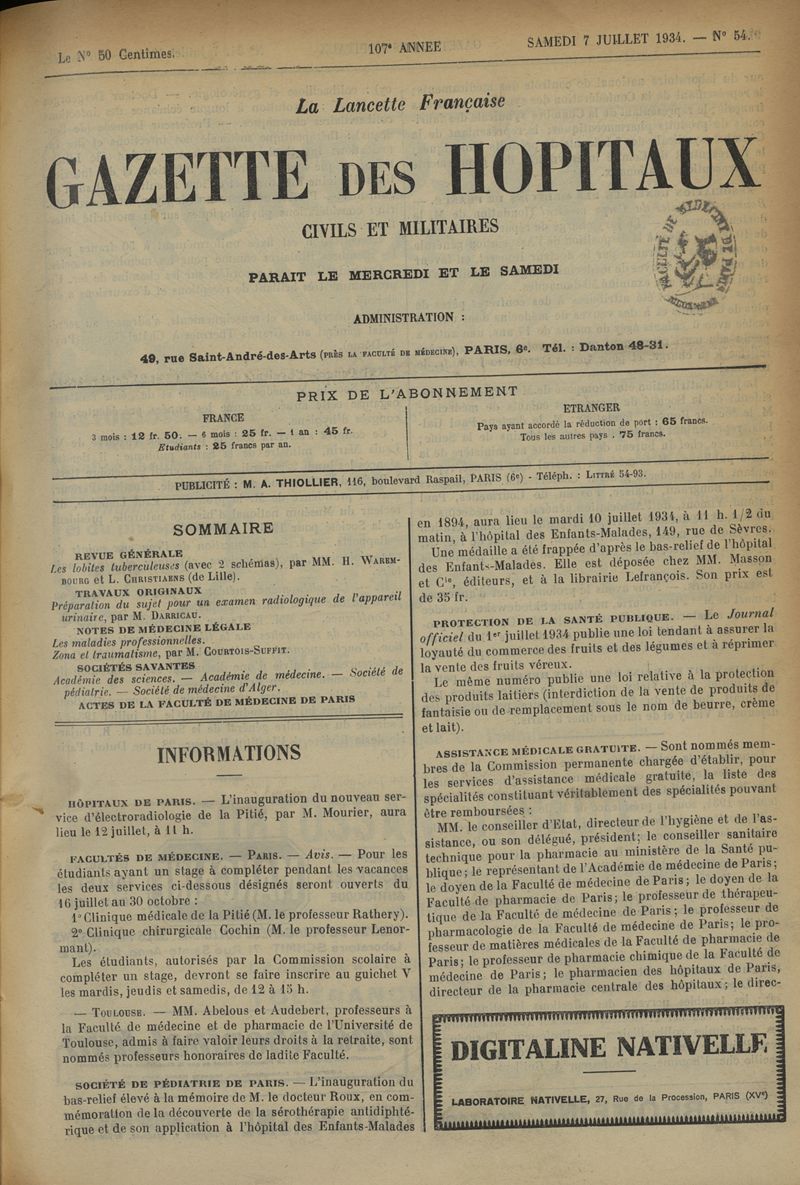 Le N° 50 Centimes.
107e ANNEE
SAMEDI 7 JUILLET 1934. — N° 54.
La Lancette Française
GAZETTE DES HOPITAUX
CIVILS ET MILITAIRES
PARAIT LE MERCREDI ET LE SAMEDI
ADMINISTRATION :
49, rue Saint-André-des-Arts (PRÈS LA FACULTÉ DE MÉDECINE), PARIS, 6e. Tél. : Danton 48-31.
PRIX DE L'ABONNEMENT
FRANCE
3 mois : 12 fr. 50. — 6 mois : 25 fr. — 1 an : 45 fr.
Etudiants : 25 francs par an.
ETRANGER
Pays ayant accordé la réduction de port : 65 francs.
Tous les autres pays . 75 francs.
PUBLICITÉ : M. A. THIOLLIER, 116, boulevard Raspail, PARIS (6e) - Téléph. : LITTRÉ 54-93.
SOMMAIRE
REVUE GÉNÉRALE
Les lobites tuberculeuses (avec 2 schémas), par MM. H. WAREM-
BOURG et L. CHRISTIAENS (de Lille).
TRAVAUX ORIGINAUX
Préparation du sujet pour un examen radiologique de l'appareil
urinaire, par M. DARRICAU.
NOTES DE MÉDECINE LÉGALE
Les maladies professionnelles.
Zona et traumatisme, par M. COURTOIS-SUFFIT.
SOCIÉTÉS SAVANTES
Académie des sciences. — Académie de médecine. — Société de
pédiatrie. — Société de médecine d'Alger.
ACTES DE LA FACULTÉ DE MÉDECINE DE PARIS
INFORMATIONS
HÔPITAUX DE PARIS. — L'inauguration du nouveau ser-
vice d'électroradiologie de la Pitié, par M. Mourier, aura
lieu le 12 juillet, à 11 h.
FACULTÉS DE MÉDECINE. — PARIS. — Avis. — Pour les
étudiants ayant un stage à compléter pendant les vacances
les deux services ci-dessous désignés seront ouverts du
16 juillet au 30 octobre :
1° Clinique médicale de la Pitié (M. le professeur Rathery).
2° Clinique chirurgicale Cochin (M. le professeur Lenor-
mant).
Les étudiants, autorisés par la Commission scolaire à
compléter un stage, devront se faire inscrire au guichet V
les mardis, jeudis et samedis, de 12 à 15 h.
— TOULOUSE. — MM. Abelous et Audebert, professeurs à
la Faculté de médecine et de pharmacie de l'Université de
Toulouse, admis à faire valoir leurs droits à la retraite, sont
nommés professeurs honoraires de ladite Faculté.
SOCIÉTÉ DE PÉDIATRIE DE PARIS. — L'inauguration du
bas-relief élevé à la mémoire de M. le docteur Roux, en com-
mémoration de la découverte de la sérothérapie antidiphté-
rique et de son application à l'hôpital des Enfants-Malades
en 1894, aura lieu le mardi 10 juillet 1934, à 11 h. 1/2 du
matin, à l'hôpital des Enfants-Malades, 149, rue de Sèvres.
Une médaille a été frappée d'après le bas-relief de l'hôpital
des Enfants-Malades. Elle est déposée chez MM. Masson
et Cie, éditeurs, et à la librairie Lefrançois. Son prix est
de 35 fr.
PROTECTION DE LA SANTÉ PUBLIQUE. — Le Journal
officiel du 1er juillet 1934 publie une loi tendant à assurer la
loyauté du commerce des fruits et des légumes et à réprimer
la vente des fruits véreux.
Le même numéro publie une loi relative à la protection
des produits laitiers (interdiction de la vente de produits de
fantaisie ou de remplacement sous le nom de beurre, crème
et lait).
ASSISTANCE MÉDICALE GRATUITE. — Sont nommés mem-
bres de la Commission permanente chargée d'établir, pour
les services d'assistance médicale gratuite, la liste des
spécialités constituant véritablement des spécialités pouvant
être remboursées :
MM. le conseiller d'Etat, directeur de l'hygiène et de l'as-
sistance, ou son délégué, président; le conseiller sanitaire
technique pour la pharmacie au ministère de la Santé pu-
blique; le représentant de l'Académie de médecine de Paris;
le doyen de la Faculté de médecine de Paris; le doyen de la
Faculté de pharmacie de Paris; le professeur de thérapeu-
tique de la Faculté de médecine de Paris; le professeur de
pharmacologie de la Faculté de médecine de Paris; le pro-
fesseur de matières médicales de la Faculté de pharmacie de
Paris; le professeur de pharmacie chimique de la Faculté de
médecine de Paris; le pharmacien des hôpitaux de Paris,
directeur de la pharmacie centrale des hôpitaux; le direc-
DIGITALINE NATIVELLE
LABORATOIRE NATIVELLE, 27, Rue de la Procession, PARIS (XVe)